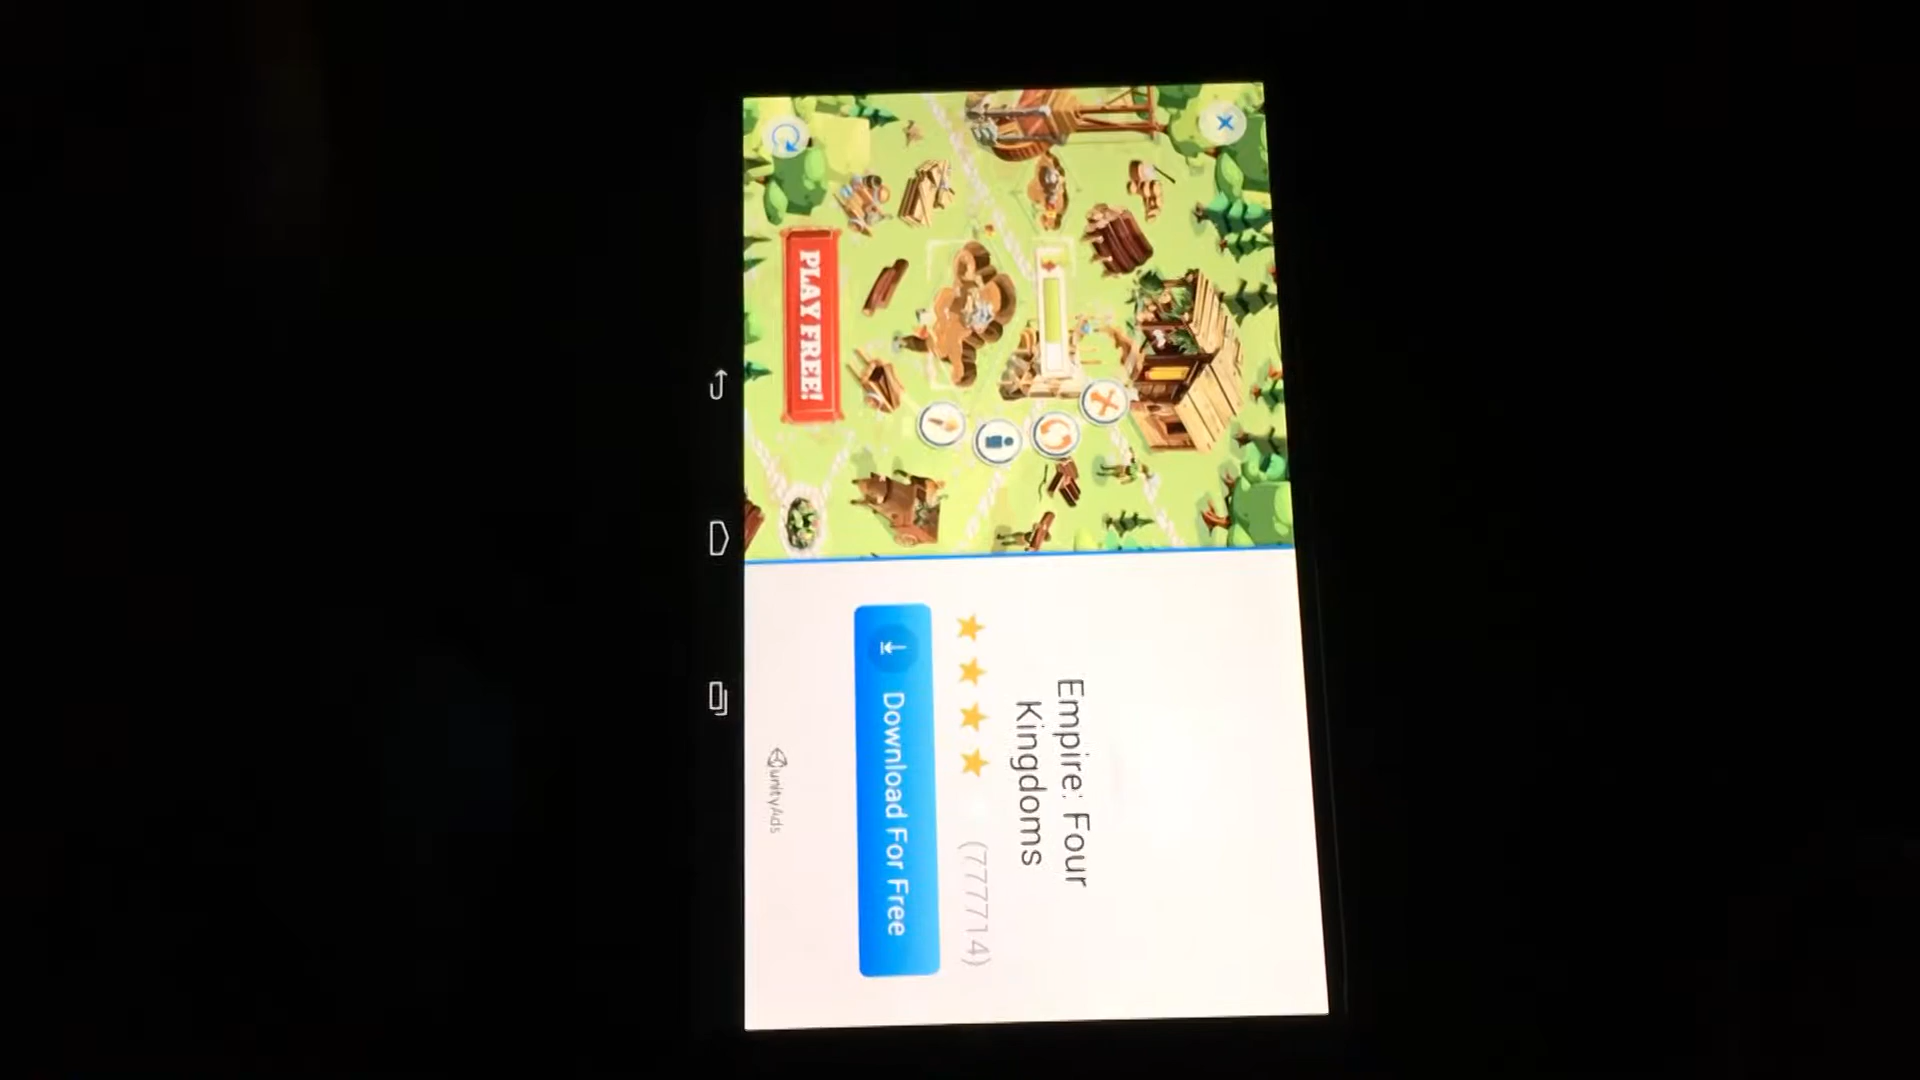 PLAY FREE!
Empire: Four
Kingdoms
(777714)
Download For Free
unityAds